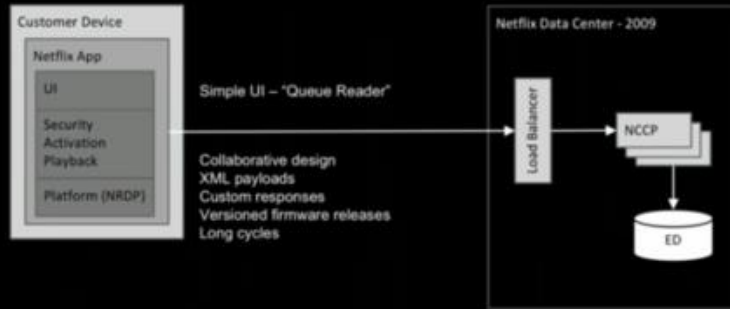 Customer Device
Netflix App
UI
Security
Activation
Playback
Platform (NRDP)
Simple UI – "Queue Reader"
Collaborative design
XML payloads
Custom responses
Versioned firmware releases
Long cycles
Netflix Data Center - 2009
Load Balancer
NCCP
ED